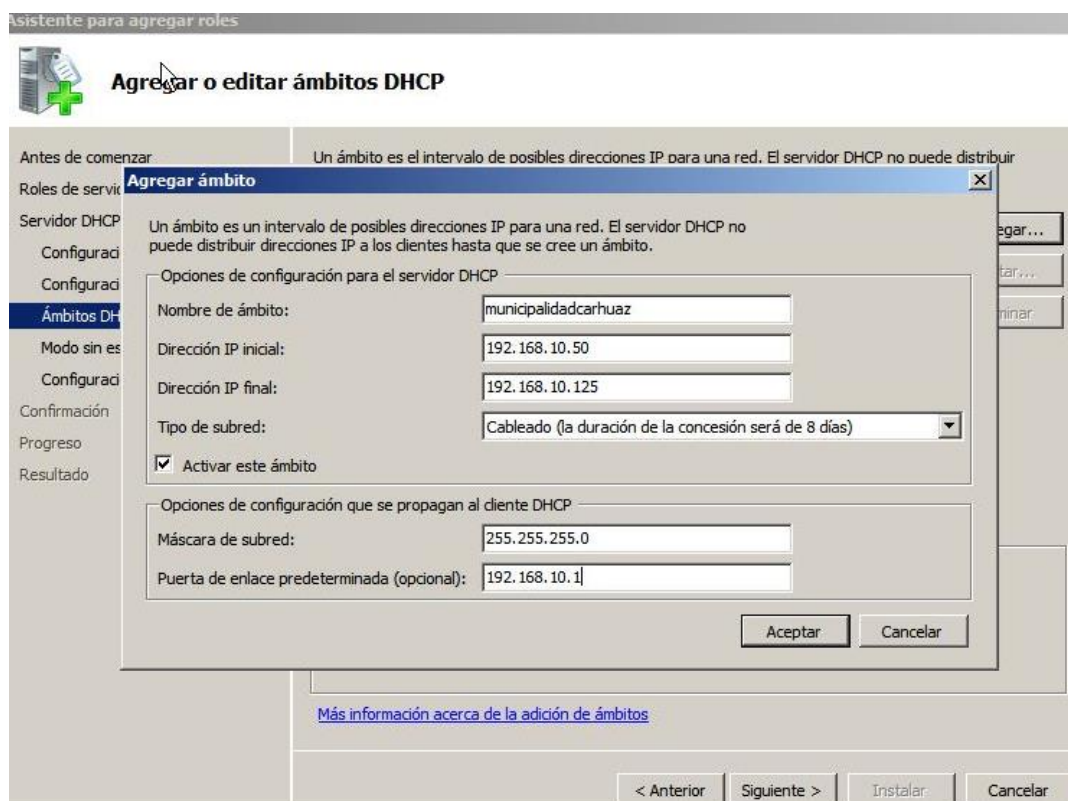 Asistente para agregar roles
Agregar o editar ámbitos DHCP
Antes de comenzar
Roles de servic
Servidor DHCP
Configuraci
Configuraci
Ámbitos DH
Modo sin es
Configuraci
Confirmación
Progreso
Resultado
Un ámbito es el intervalo de posibles direcciones IP para una red. El servidor DHCP no puede distribuir
egar...
tar...
minar
Agregar ámbito
Un ámbito es un intervalo de posibles direcciones IP para una red. El servidor DHCP no
puede distribuir direcciones IP a los clientes hasta que se cree un ámbito.
Opciones de configuración para el servidor DHCP
Nombre de ámbito: municipalidadcarhuaz
Dirección IP inicial: 192.168.10.50
Dirección IP final: 192.168.10.125
Tipo de subred: Cableado (la duración de la concesión será de 8 días)
Activar este ámbito
Opciones de configuración que se propagan al cliente DHCP
Máscara de subred: 255.255.255.0
Puerta de enlace predeterminada (opcional): 192.168.10.1
Aceptar Cancelar
Más información acerca de la adición de ámbitos
< Anterior Siguiente > Instalar Cancelar